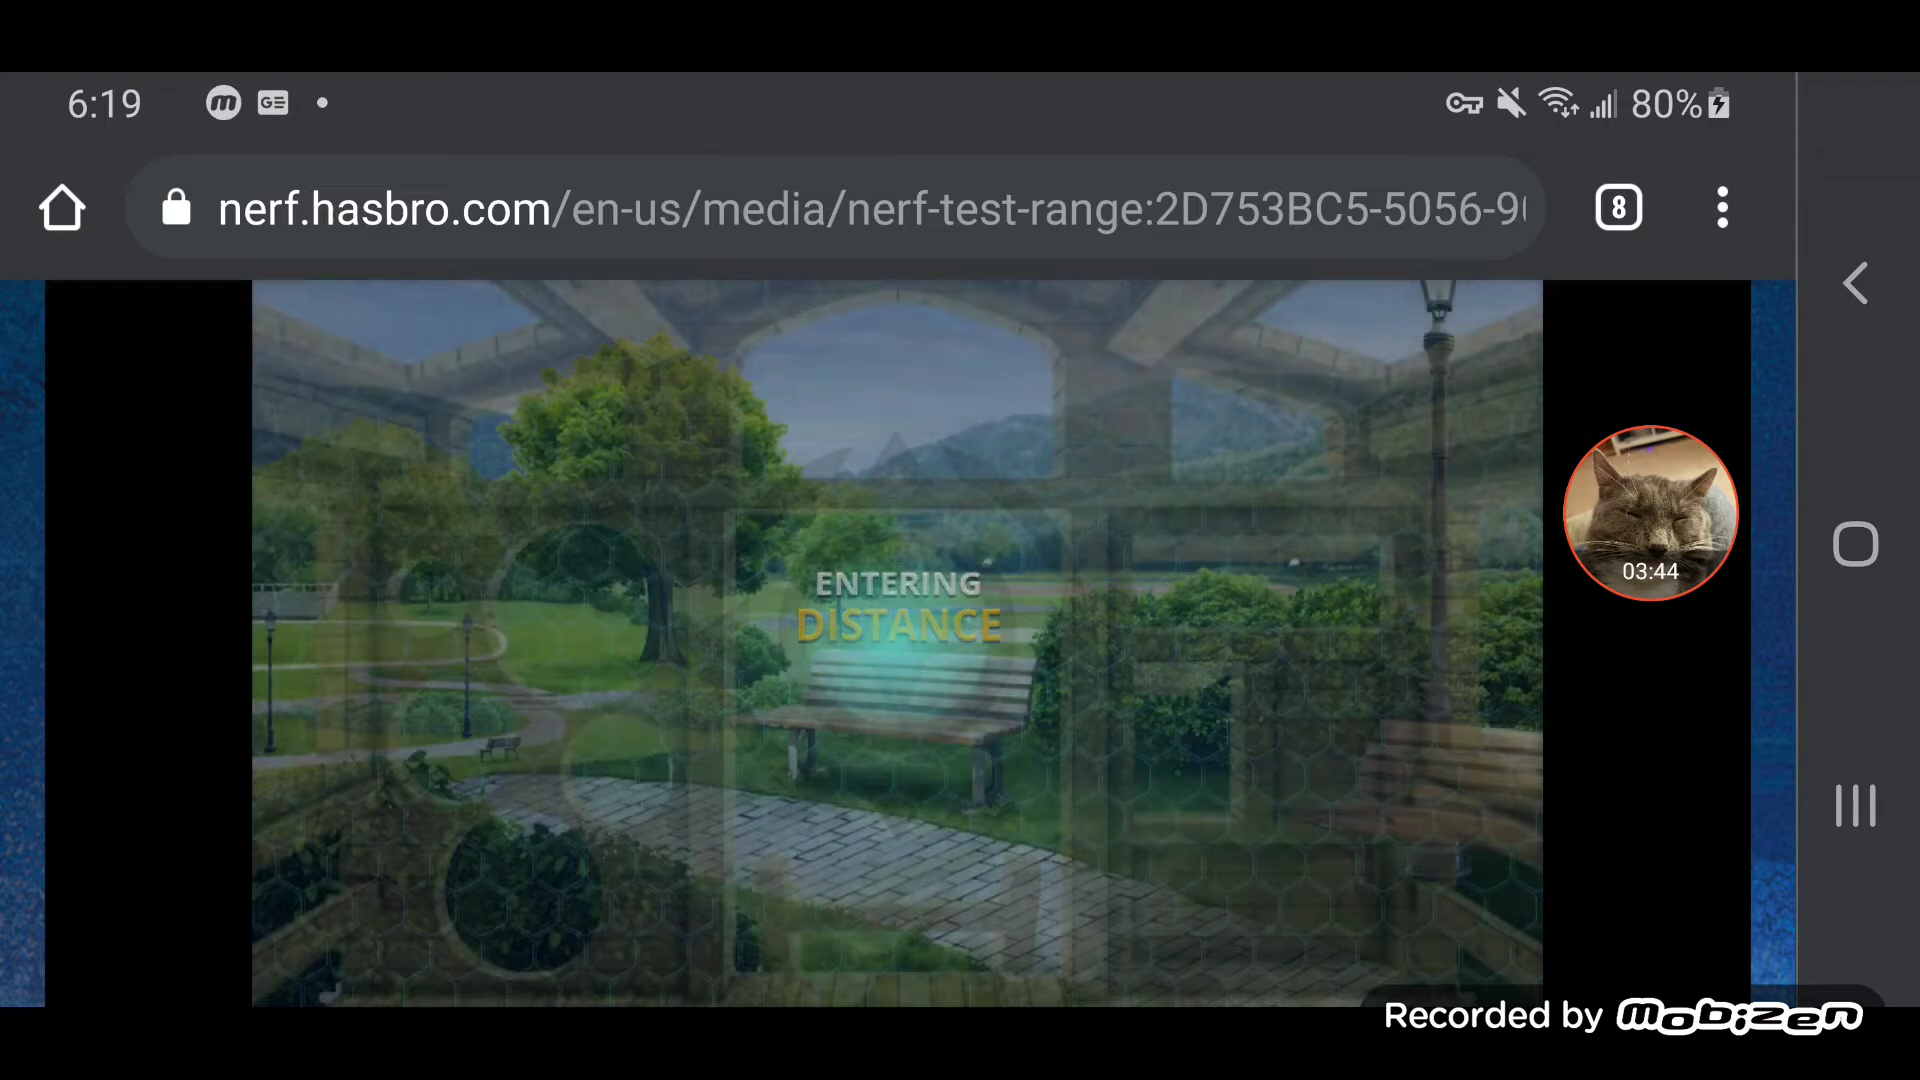 6:19
GE
80%
nerf.hasbro.com/en-us/media/nerf-test-range:2D753BC5-5056-9
8
ENTERING
DISTANCE
03:44
Recorded by mobizen